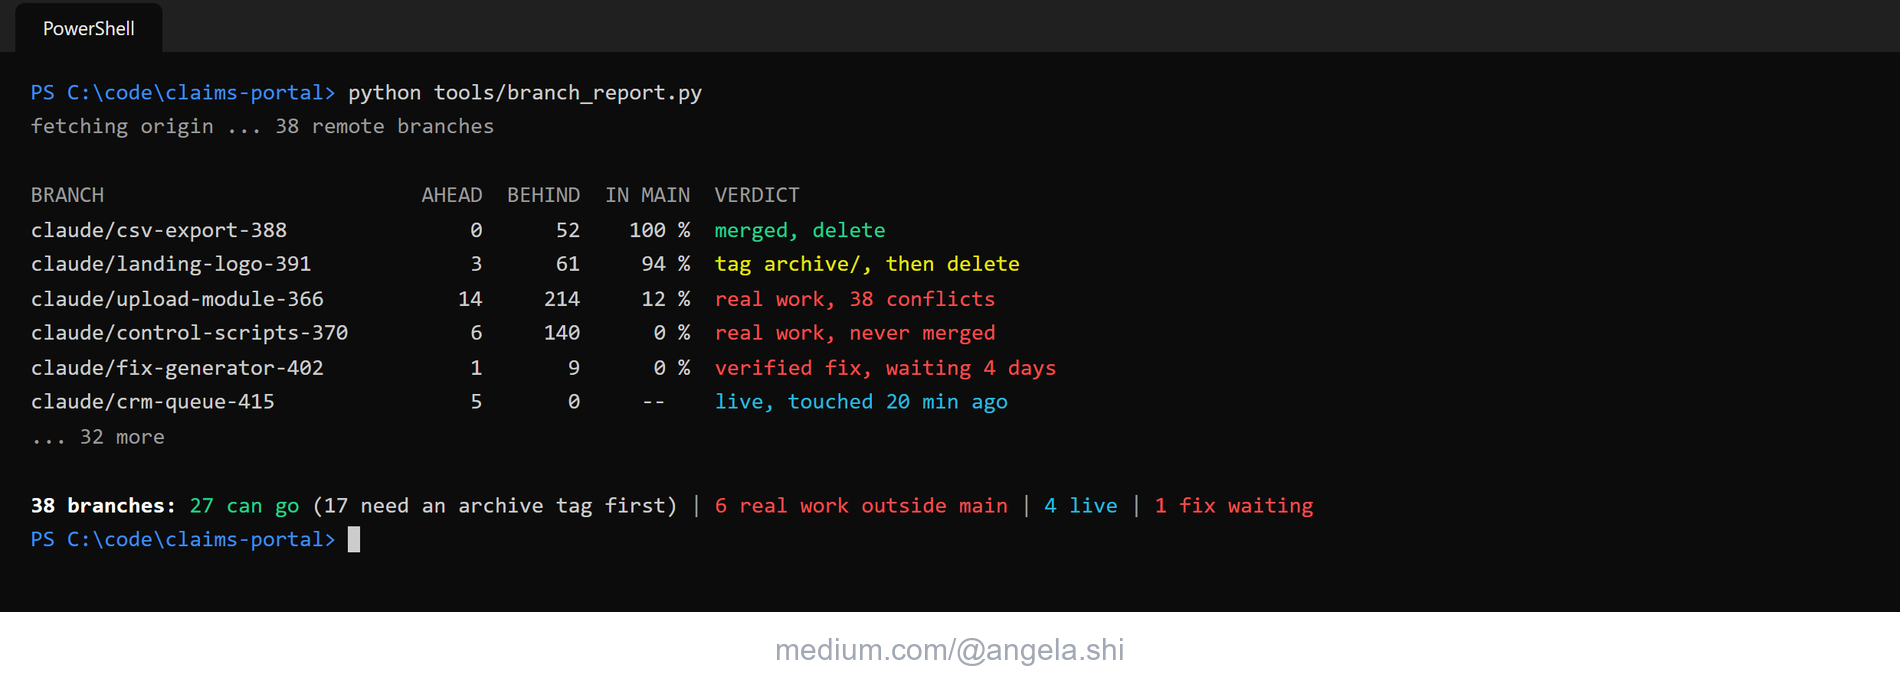 PowerShell
PS C:\code\claims-portal> python tools/branch_report.py
fetching origin ... 38 remote branches
BRANCH AHEAD BEHIND IN MAIN VERDICT
claude/csv-export-388 0 52 100 % merged, delete
claude/landing-logo-391 3 61 94 % tag archive/, then delete
claude/upload-module-366 14 214 12 % real work, 38 conflicts
claude/control-scripts-370 6 140 0 % real work, never merged
claude/fix-generator-402 1 9 0 % verified fix, waiting 4 days
claude/crm-queue-415 5 0 -- live, touched 20 min ago
... 32 more
38 branches: 27 can go (17 need an archive tag first) | 6 real work outside main | 4 live | 1 fix waiting
PS C:\code\claims-portal>
medium.com/@angela.shi